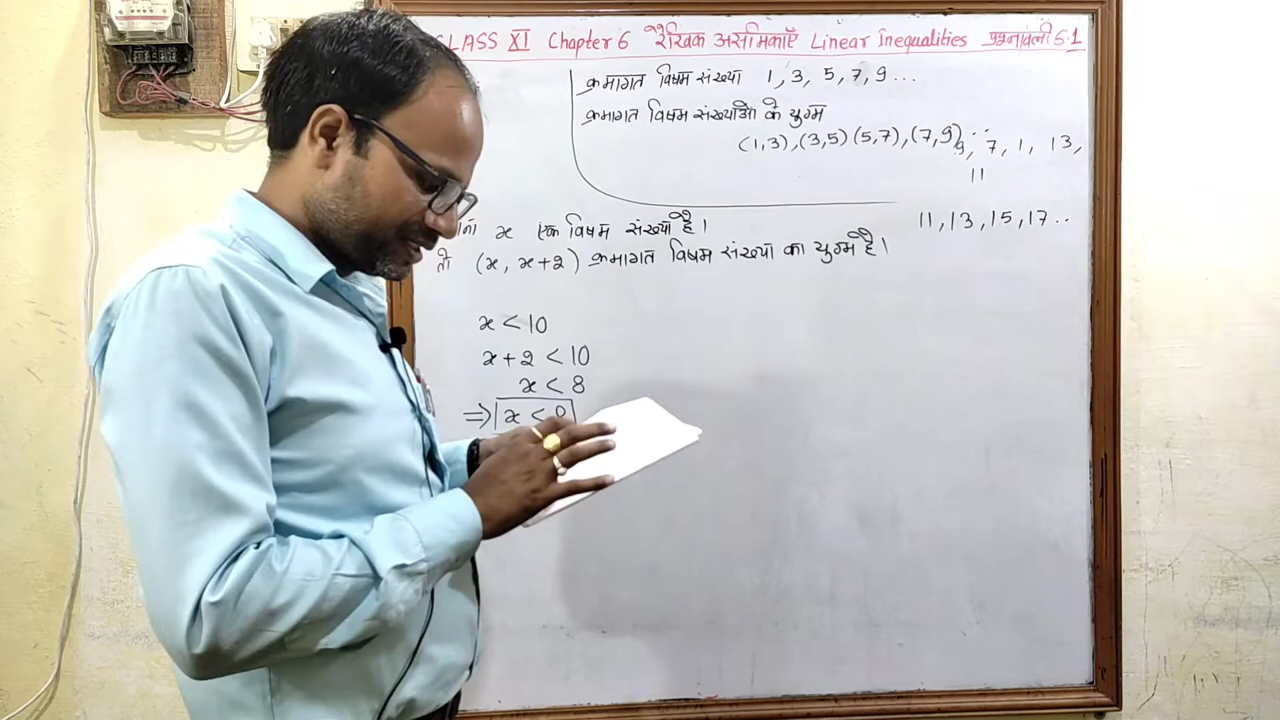 CLASS XI Chapter 6 रैखिक असमिकाएँ Linear Inequalities प्रश्नावली 6.1
क्रमागत विषम संख्या 1, 3, 5, 7, 9 ...
क्रमागत विषम संख्याओं के युग्म
(1,3), (3,5) (5,7), (7,9) ..
9, 7, 1, 13,
11
11, 13, 15, 17 ..
x एक विषम संख्या है।
तो (x, x+2) क्रमागत विषम संख्या का युग्म है।
x < 10
x + 2 < 10
x < 8
⇒ x < 8